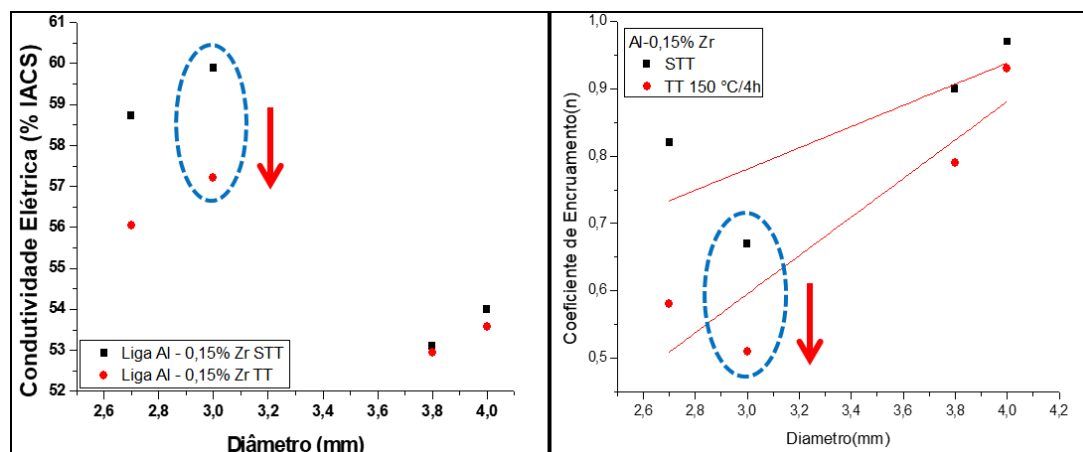 Condutividade Elétrica (% IACS)
61
60
59
58
57
56
55
54
53
52
Liga Al - 0,15% Zr STT
Liga Al - 0,15% Zr TT
2,6 2,8 3,0 3,2 3,4 3,6 3,8 4,0
Diâmetro (mm)
Coeficiente de Encruamento(n)
1,0
0,9
0,8
0,7
0,6
0,5
Al-0,15% Zr
STT
TT 150 °C/4h
2,6 2,8 3,0 3,2 3,4 3,6 3,8 4,0 4,2
Diametro(mm)